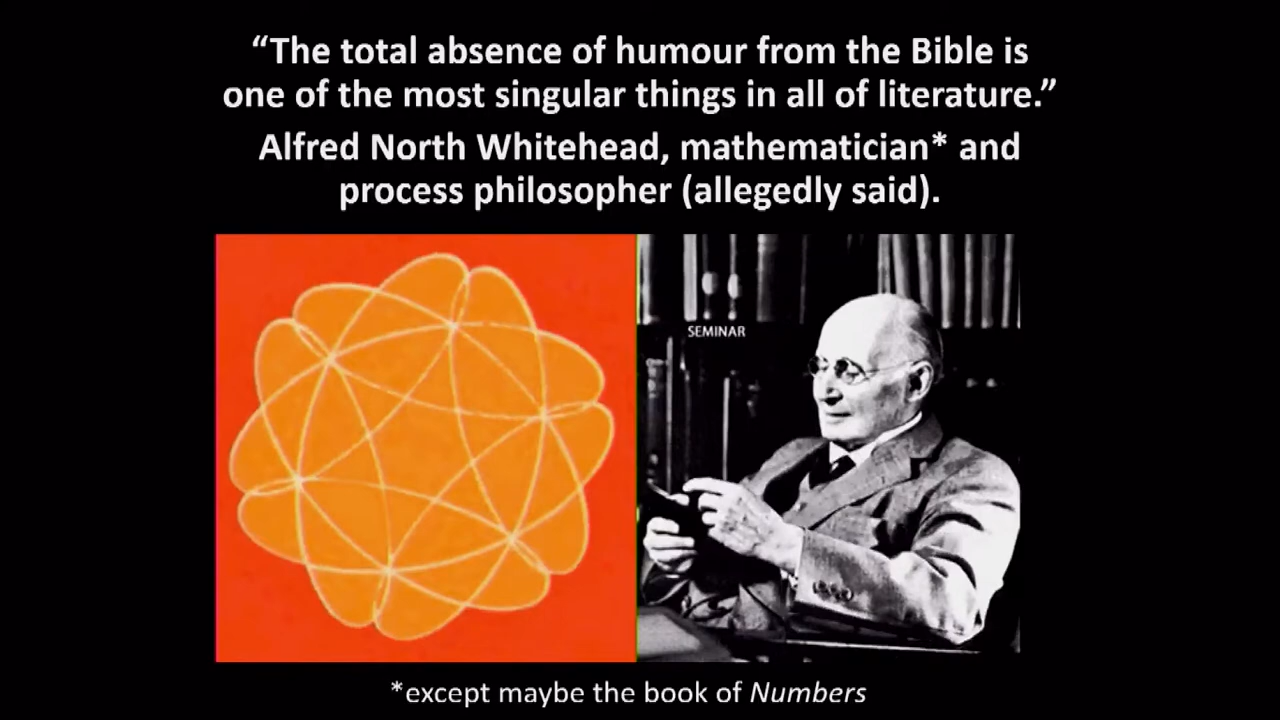 “The total absence of humour from the Bible is
one of the most singular things in all of literature.”
Alfred North Whitehead, mathematician* and
process philosopher (allegedly said).
SEMINAR
*except maybe the book of Numbers